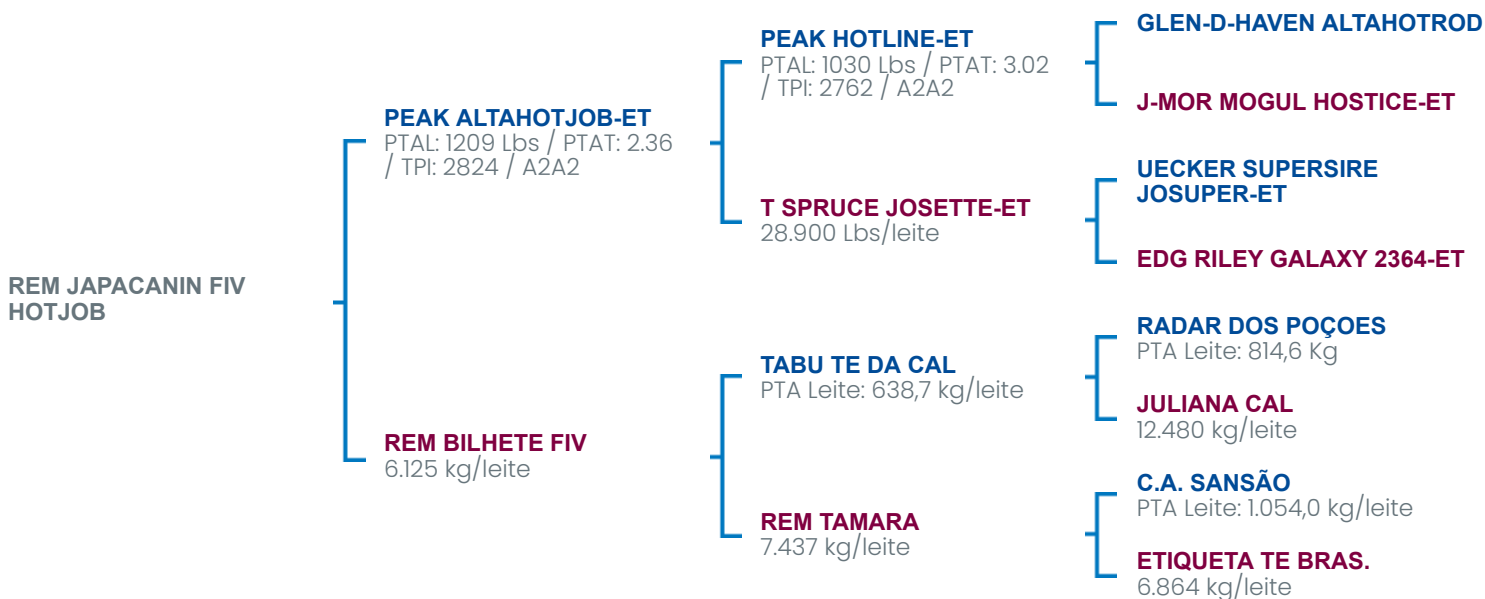 REM JAPACANIN FIV
HOTJOB
PEAK ALTAHOTJOB-ET
PTAL: 1209 Lbs / PTAT: 2.36
/ TPI: 2824 / A2A2
REM BILHETE FIV
6.125 kg/leite
PEAK HOTLINE-ET
PTAL: 1030 Lbs / PTAT: 3.02
/ TPI: 2762 / A2A2
T SPRUCE JOSETTE-ET
28.900 Lbs/leite
TABU TE DA CAL
PTA Leite: 638,7 kg/leite
REM TAMARA
7.437 kg/leite
GLEN-D-HAVEN ALTAHOTROD
J-MOR MOGUL HOSTICE-ET
UECKER SUPERSIRE
JOSUPER-ET
EDG RILEY GALAXY 2364-ET
RADAR DOS POÇOES
PTA Leite: 814,6 Kg
JULIANA CAL
12.480 kg/leite
C.A. SANSÃO
PTA Leite: 1.054,0 kg/leite
ETIQUETA TE BRAS.
6.864 kg/leite